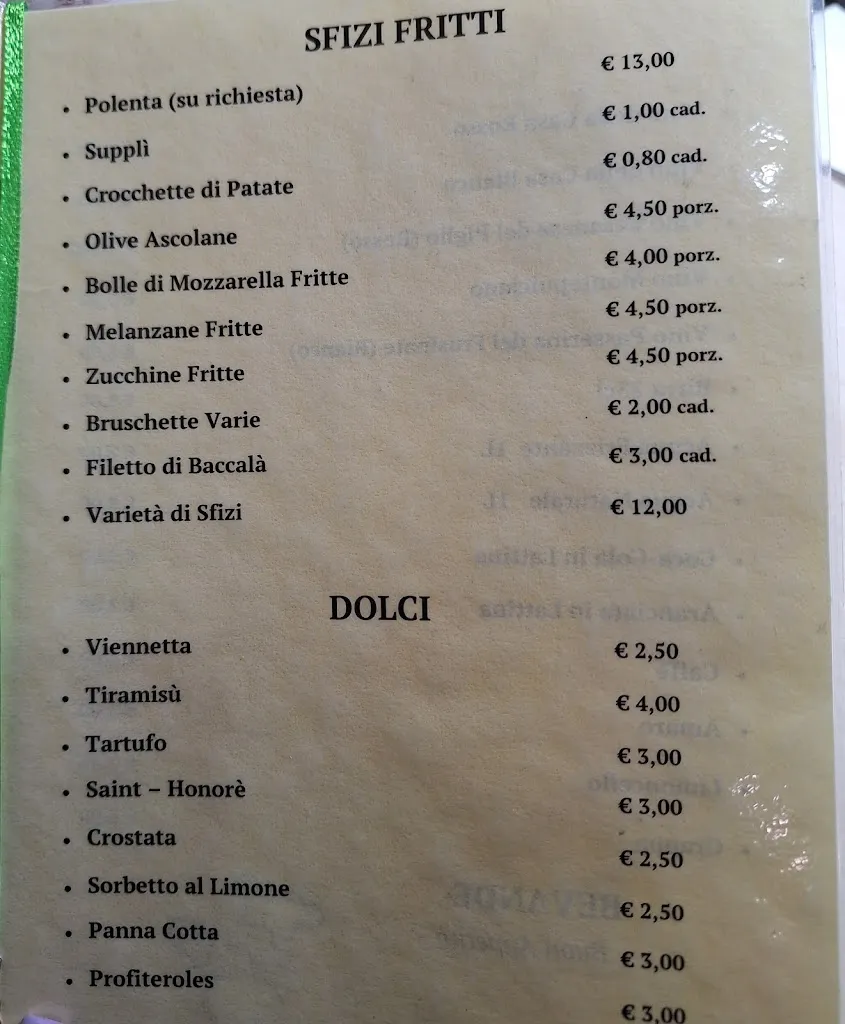 SFIZI FRITTI
• Polenta (su richiesta) € 13,00
• Supplì € 1,00 cad.
• Crocchette di Patate € 0,80 cad.
• Olive Ascolane € 4,50 porz.
• Bolle di Mozzarella Fritte € 4,00 porz.
• Melanzane Fritte € 4,50 porz.
• Zucchine Fritte € 4,50 porz.
• Bruschette Varie € 2,00 cad.
• Filetto di Baccalà € 3,00 cad.
• Varietà di Sfizi € 12,00
DOLCI
• Viennetta € 2,50
• Tiramisù € 4,00
• Tartufo € 3,00
• Saint – Honorè € 3,00
• Crostata € 2,50
• Sorbetto al Limone € 2,50
• Panna Cotta € 3,00
• Profiteroles € 3,00